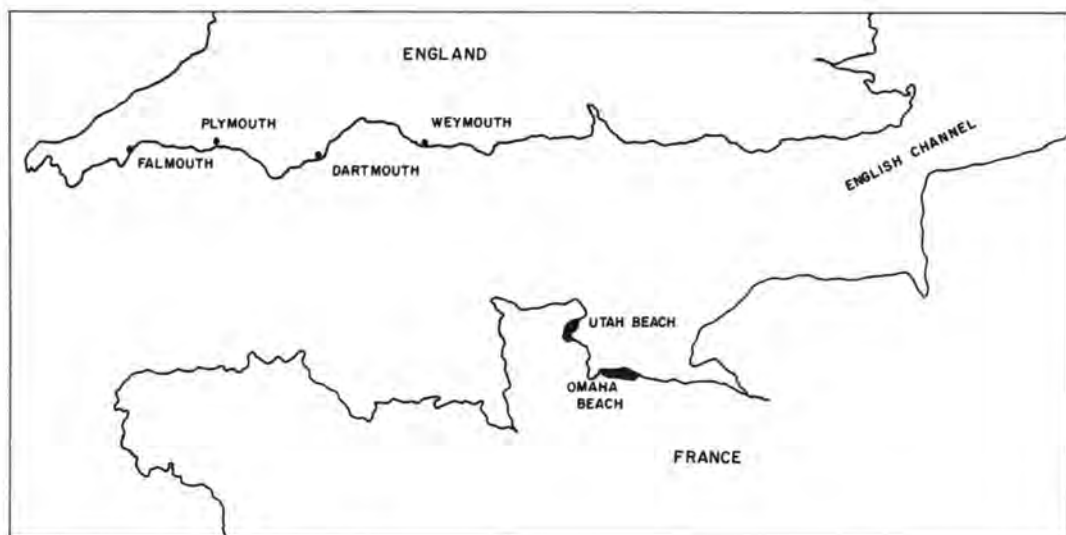 ENGLAND
PLYMOUTH
WEYMOUTH
FALMOUTH
DARTMOUTH
ENGLISH CHANNEL
UTAH BEACH
OMAHA
BEACH
FRANCE